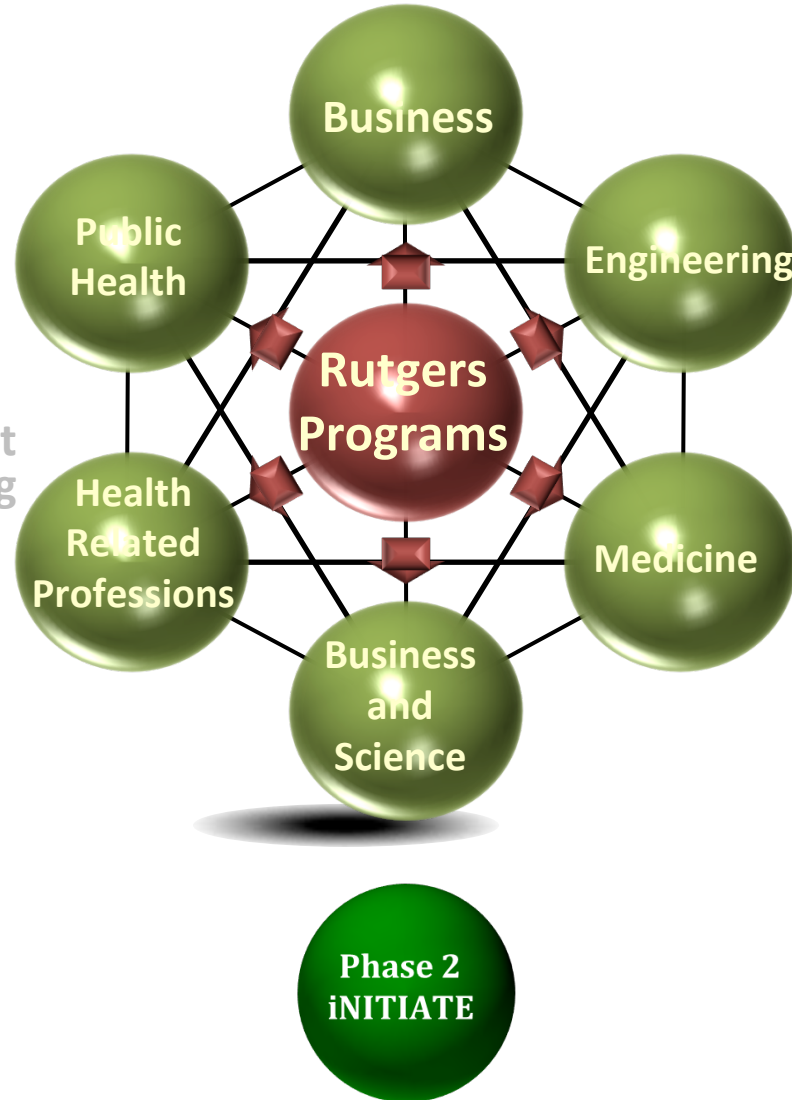 Business
Public
Health
Engineering
Rutgers
Programs
Health
Related
Professions
Medicine
Business
and
Science
Phase 2
iNITIATE